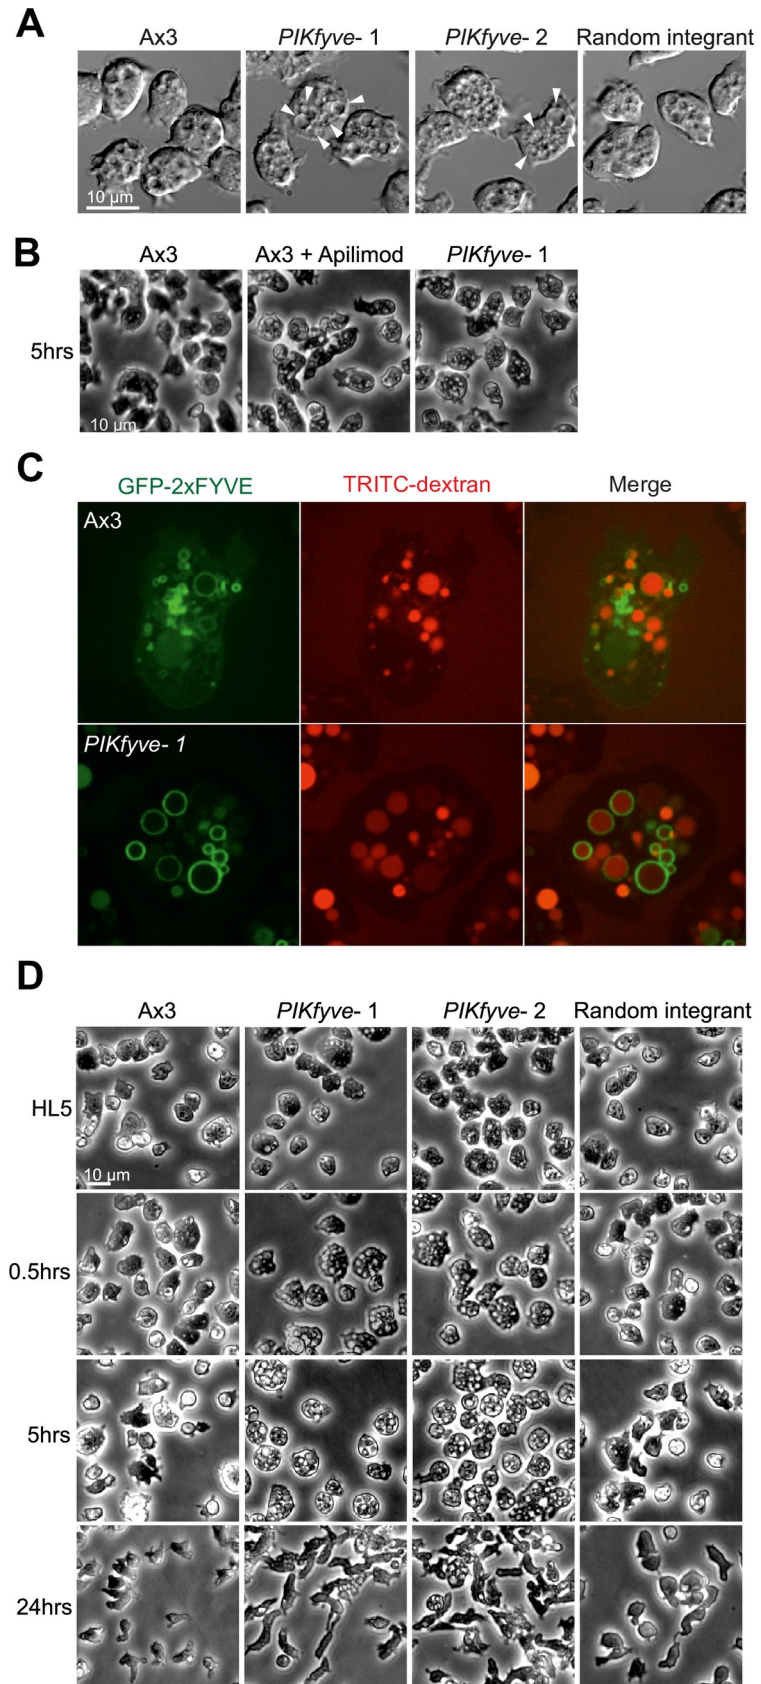 A
Ax3 PIKfyve- 1 PIKfyve- 2 Random integrant
10 µm
B
Ax3 Ax3 + Apilimod PIKfyve- 1
5hrs
10 µm
C
GFP-2xFYVE TRITC-dextran Merge
Ax3
PIKfyve- 1
D
Ax3 PIKfyve- 1 PIKfyve- 2 Random integrant
HL5
10 µm
0.5hrs
5hrs
24hrs